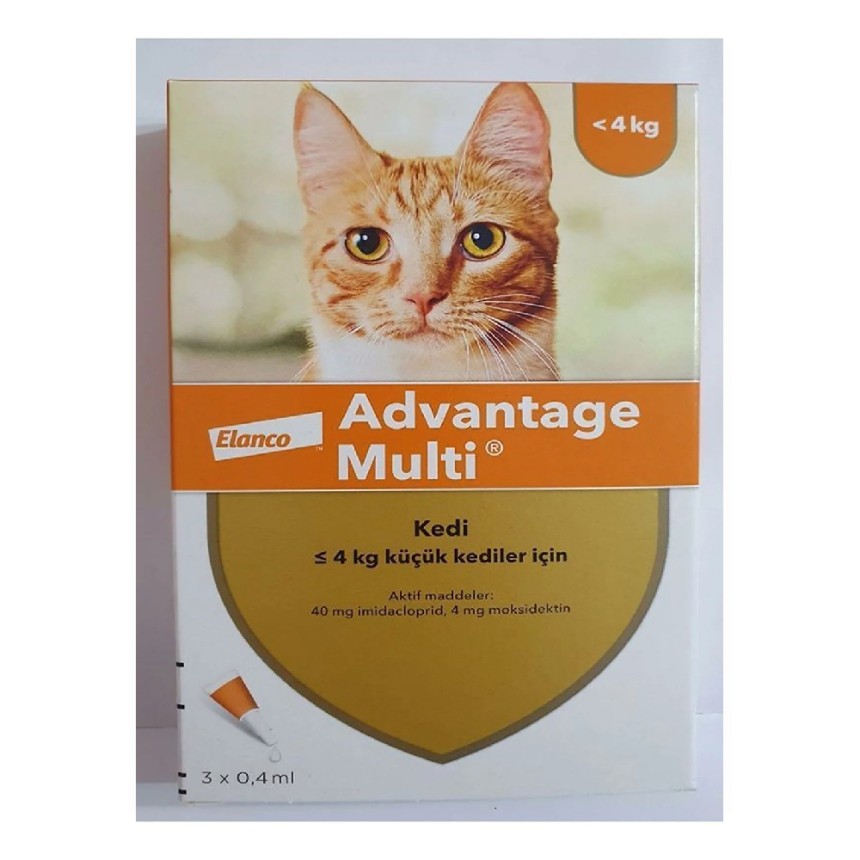 < 4 kg
Elanco™
Advantage
Multi®
Kedi
≤ 4 kg küçük kediler için
Aktif maddeler:
40 mg imidacloprid, 4 mg moksidektin
3 x 0,4 ml